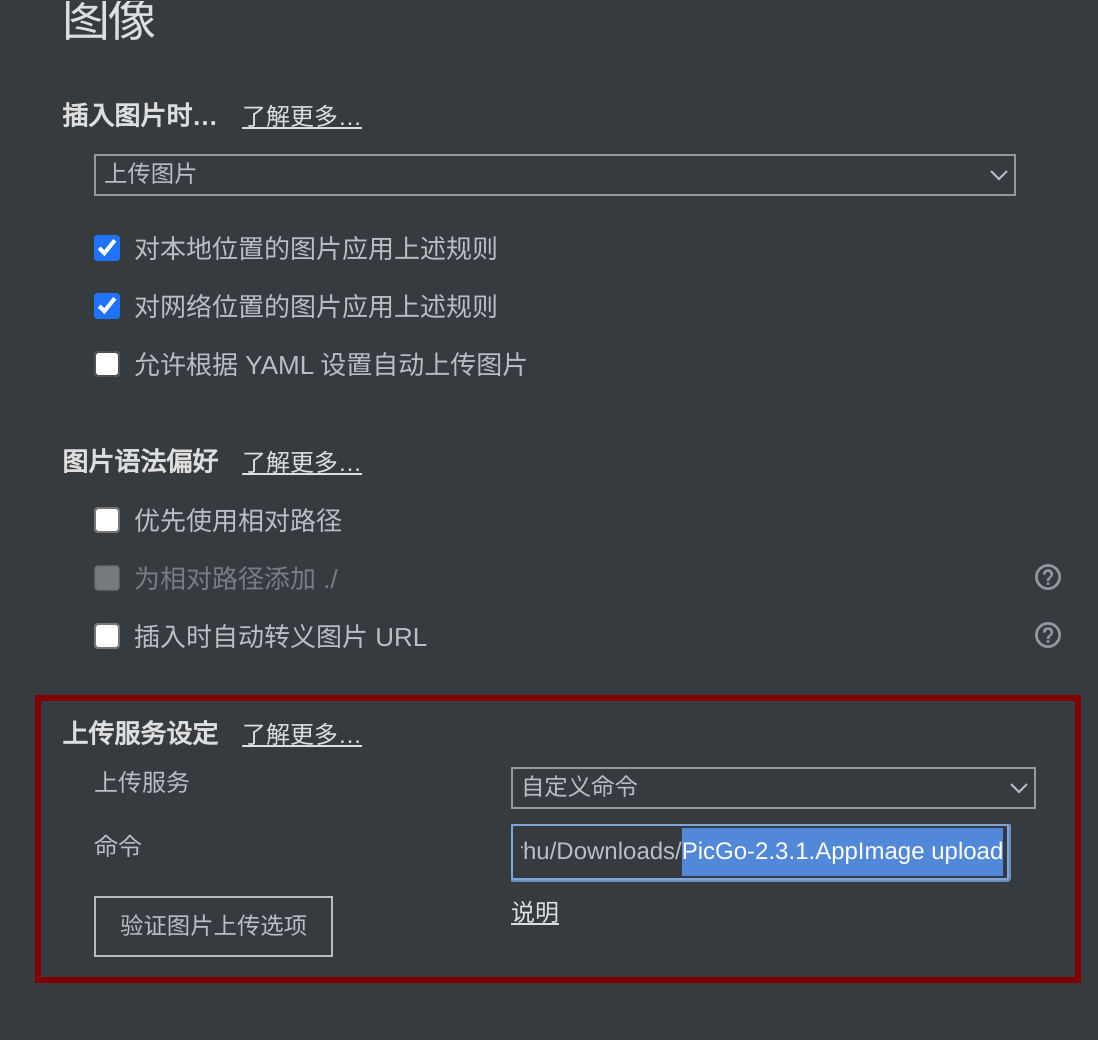 图像
插入图片时… 了解更多…
上传图片
对本地位置的图片应用上述规则
对网络位置的图片应用上述规则
允许根据 YAML 设置自动上传图片
图片语法偏好 了解更多…
优先使用相对路径
为相对路径添加 ./
插入时自动转义图片 URL
上传服务设定 了解更多…
上传服务 自定义命令
命令 hu/Downloads/PicGo-2.3.1.AppImage upload
说明
验证图片上传选项